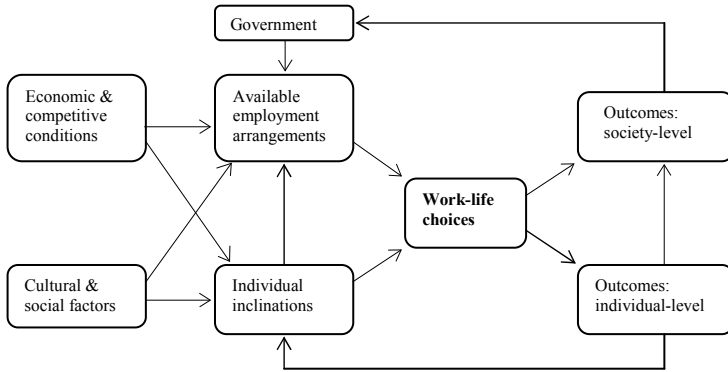 Government
Economic &
competitive
conditions
Available
employment
arrangements
Outcomes:
society-level
Work-life
choices
Cultural &
social factors
Individual
inclinations
Outcomes:
individual-level